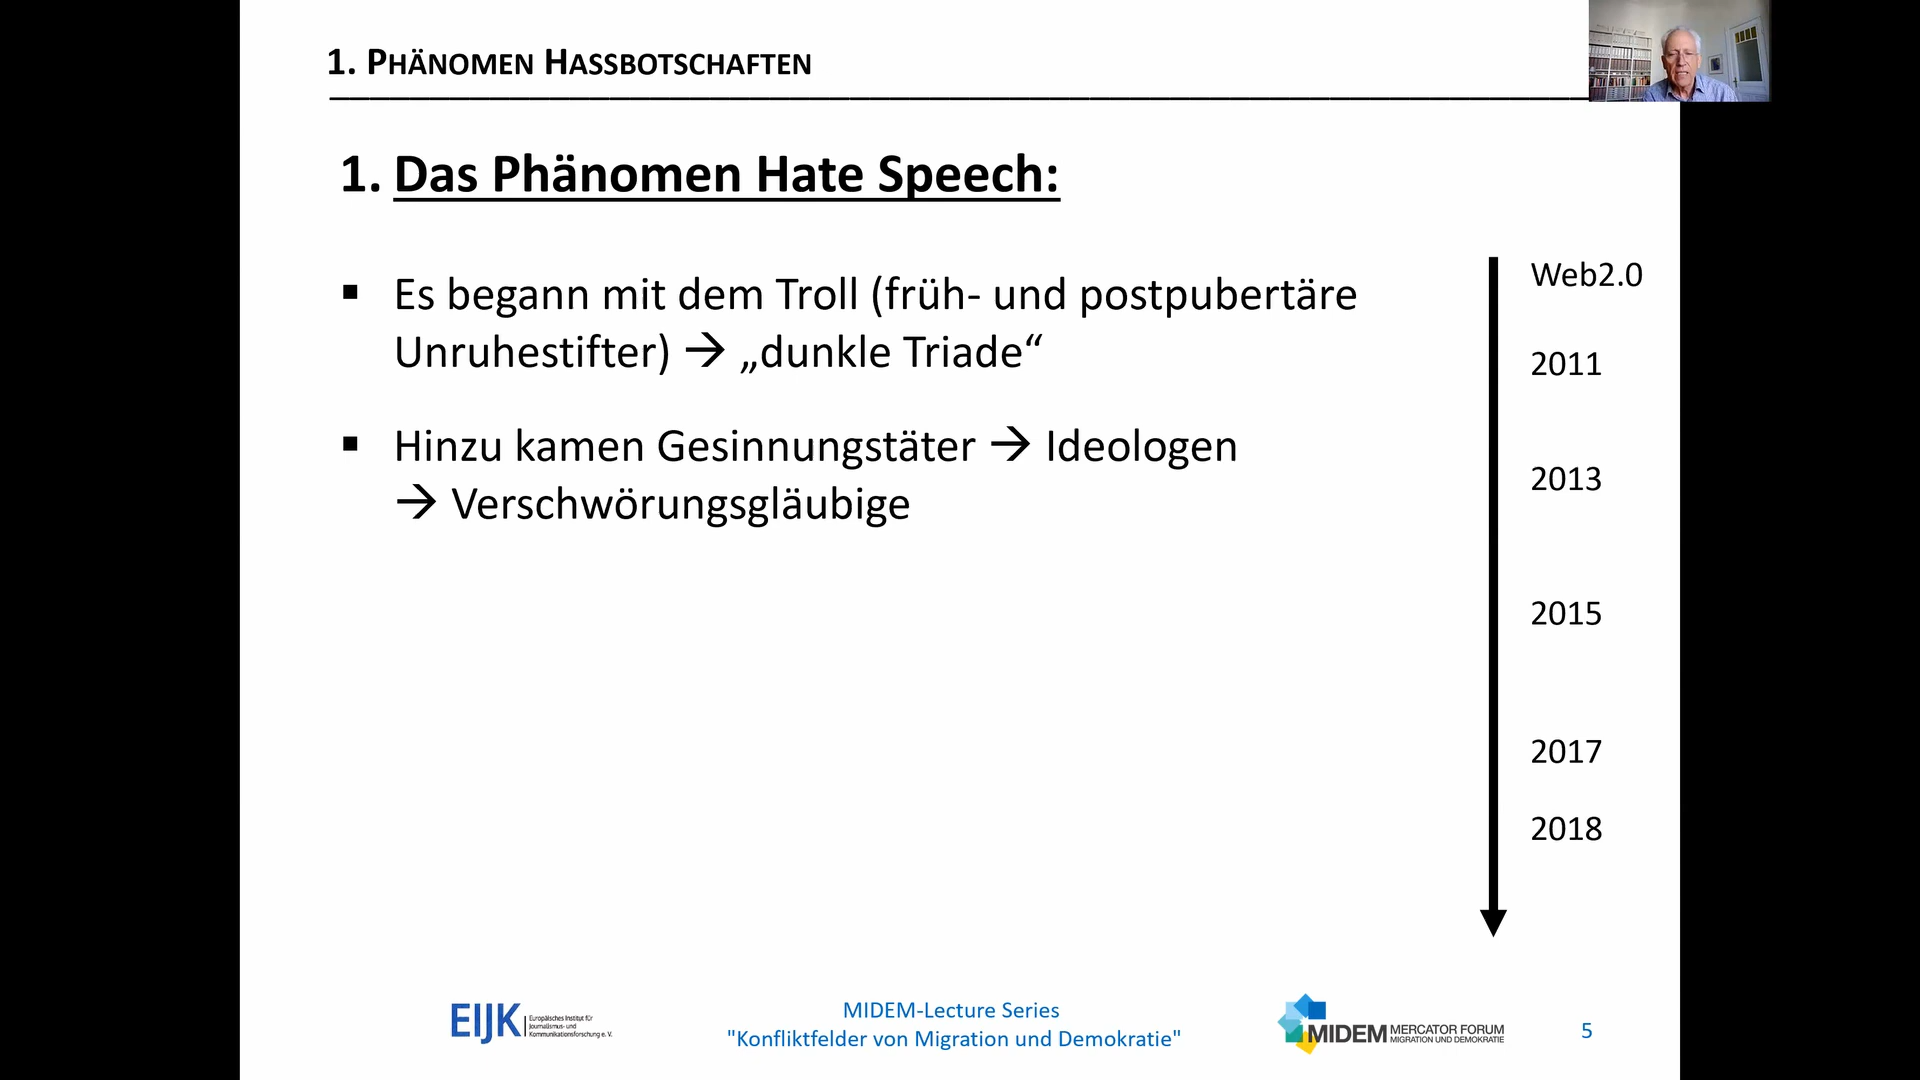 1. PHÄNOMEN HASSBOTSCHAFTEN
1. Das Phänomen Hate Speech:
▪ Es begann mit dem Troll (früh- und postpubertäre
Unruhestifter) → „dunkle Triade“
▪ Hinzu kamen Gesinnungstäter → Ideologen
→ Verschwörungsgläubige
Web2.0
2011
2013
2015
2017
2018
EIJK
Europäisches Institut für
Journalismus- und
Kommunikationsforschung e. V.
MIDEM-Lecture Series
"Konfliktfelder von Migration und Demokratie"
MIDEM
MERCATOR FORUM
MIGRATION UND DEMOKRATIE
5